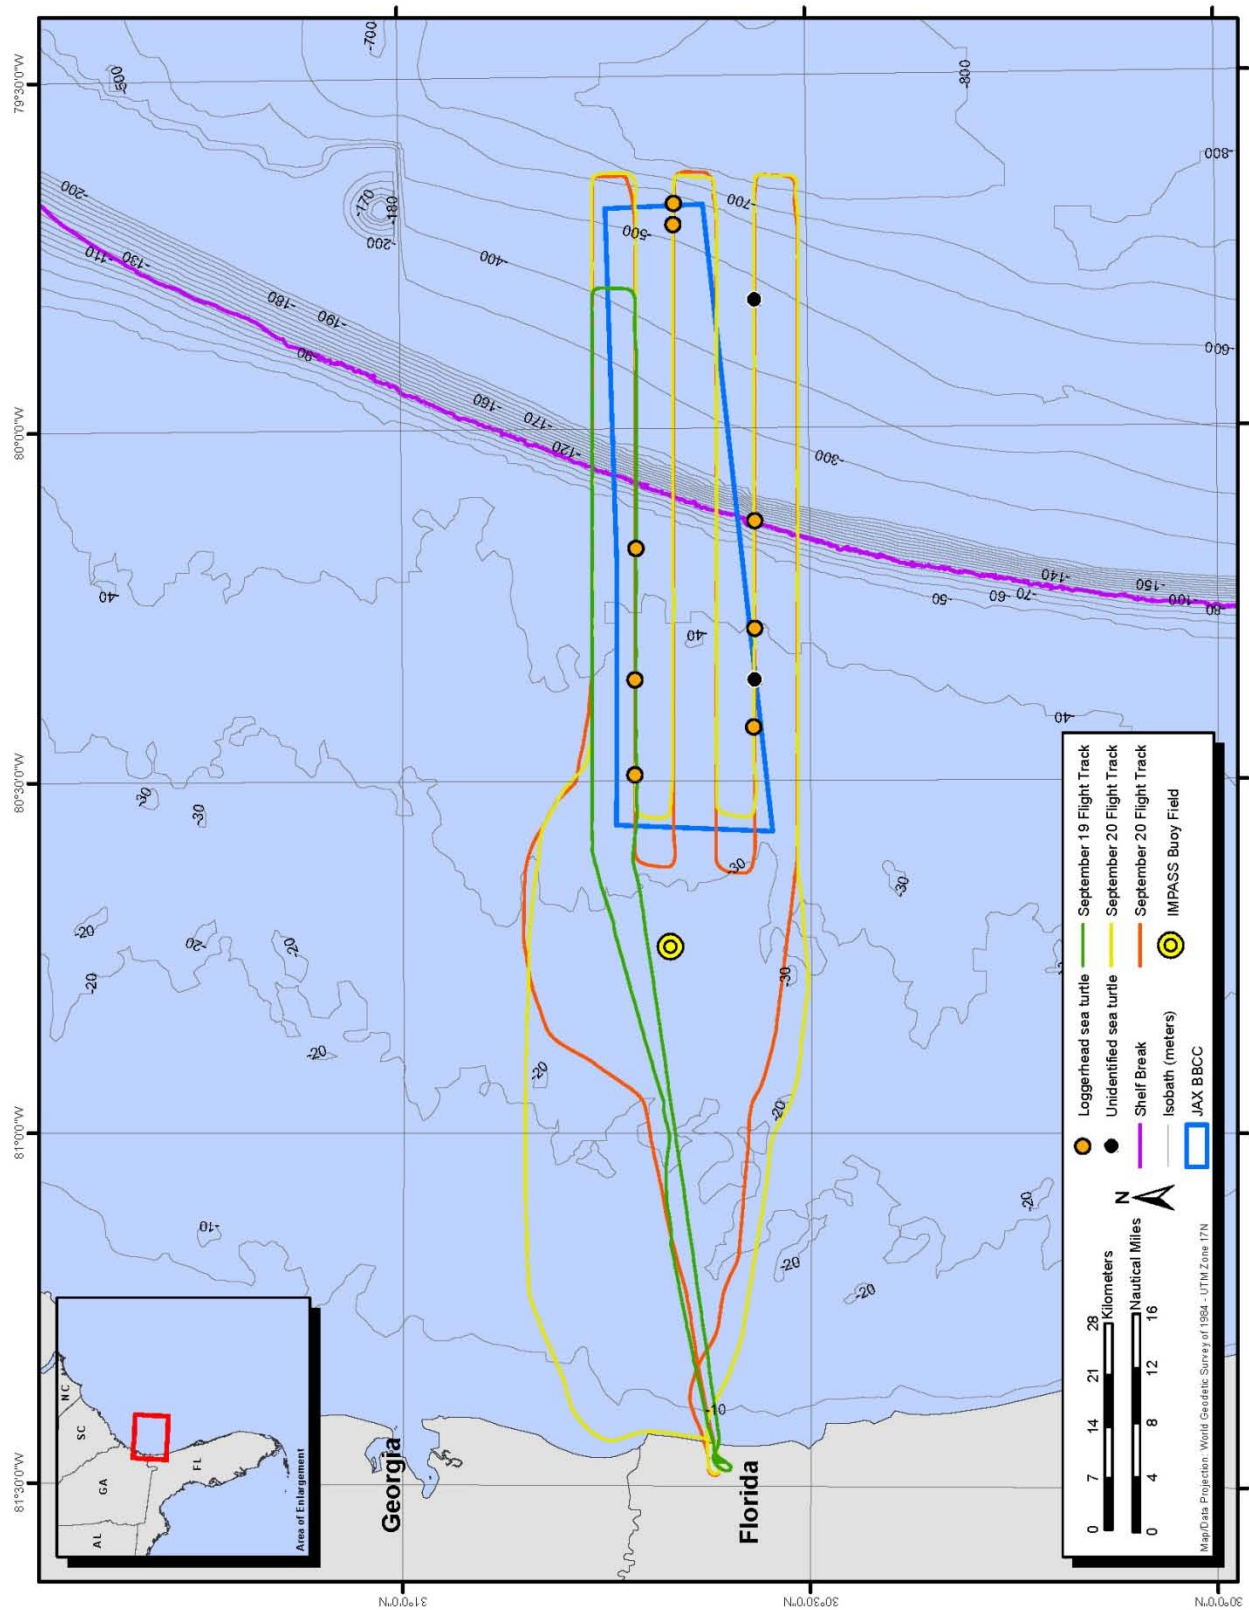 79°30'0"W
80°0'0"W
80°30'0"W
81°0'0"W
81°30'0"W
31°0'0"N
30°30'0"N
30°0'0"N
-700
-800
-800
-770
-180
-200
-200
-110
-130
-180
-190
-90
-160
-170
-120
-400
-500
-700
-600
-300
-140
-150
-100
-80
-70
-60
-50
-40
-40
-40
-30
-30
-30
-30
-30
-20
-20
-20
-20
-20
-20
-20
-20
-20
-20
-10
-10
Georgia
Florida
NC
SC
GA
AL
FL
Area of Enlargement
Loggerhead sea turtle
Unidentified sea turtle
Shelf Break
Isobath (meters)
JAX BBCC
September 19 Flight Track
September 20 Flight Track
September 20 Flight Track
IMPASS Buoy Field
N
0 7 14 21 28
Kilometers
0 4 8 12 16
Nautical Miles
Map/Data Projection: World Geodetic Survey of 1984 - UTM Zone 17N